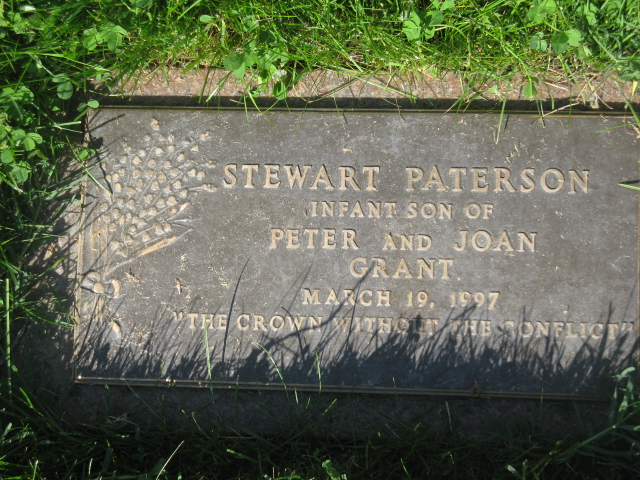 STEWART PATERSON
INFANT SON OF
PETER AND JOAN
GRANT
MARCH 19, 1997
"THE CROWN WITHOUT THE CONFLICT"